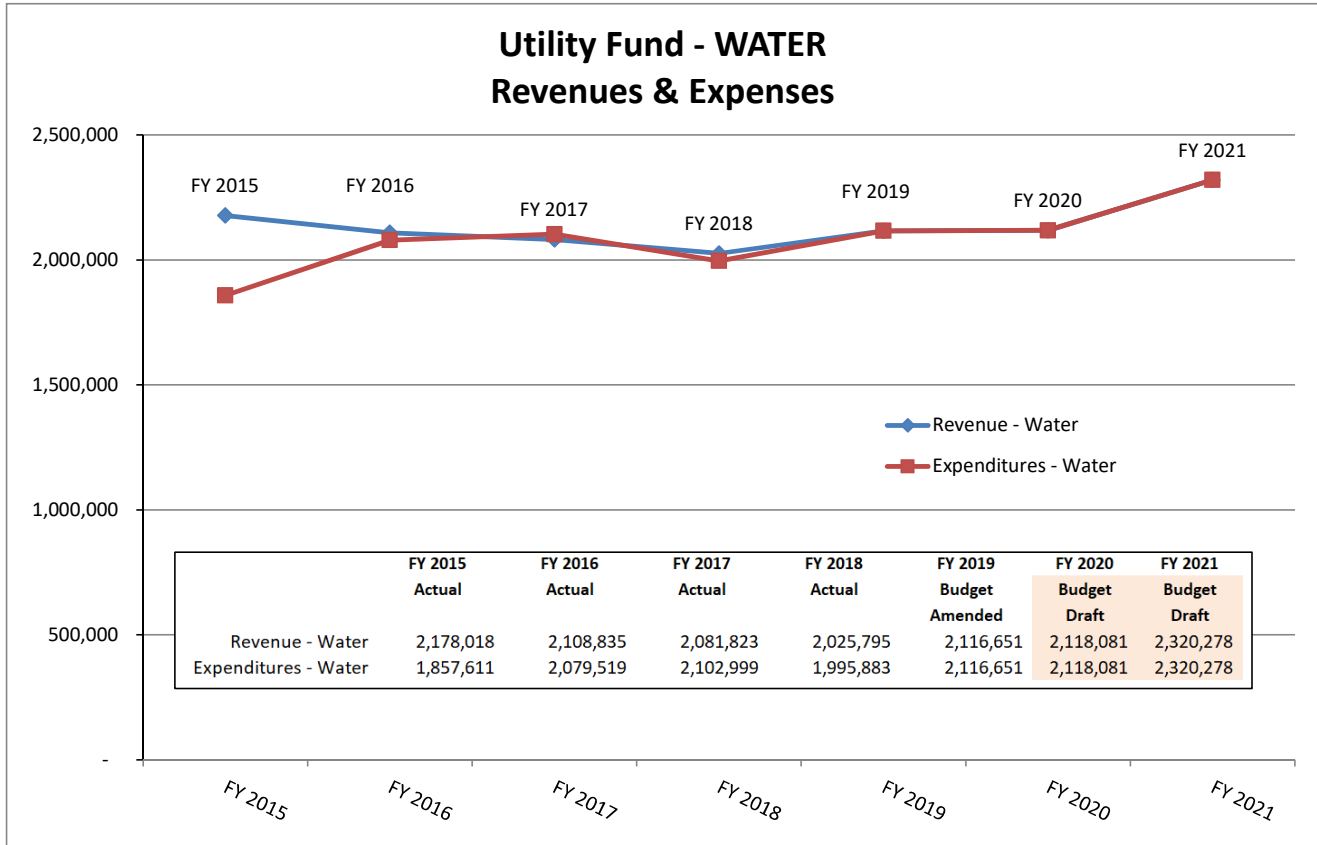 Utility Fund - WATER
Revenues & Expenses
2,500,000
2,000,000
1,500,000
1,000,000
500,000
-
FY 2015
FY 2016
FY 2017
FY 2018
FY 2019
FY 2020
FY 2021
Revenue - Water
Expenditures - Water
FY 2015 FY 2016 FY 2017 FY 2018 FY 2019 FY 2020 FY 2021
Actual Actual Actual Actual Budget Budget Budget
Amended Draft Draft
Revenue - Water 2,178,018 2,108,835 2,081,823 2,025,795 2,116,651 2,118,081 2,320,278
Expenditures - Water 1,857,611 2,079,519 2,102,999 1,995,883 2,116,651 2,118,081 2,320,278
FY 2015
FY 2016
FY 2017
FY 2018
FY 2019
FY 2020
FY 2021